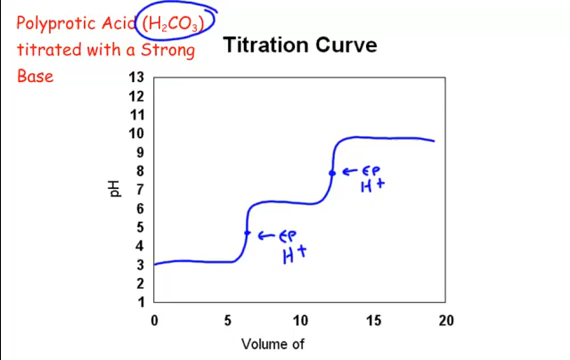 Polyprotic Acid (H₂CO₃)
titrated with a Strong
Base
Titration Curve
13
12
11
10
9
8
7
6
5
4
3
2
1
pH
← EP
H+
← EP
H+
0 5 10 15 20
Volume of